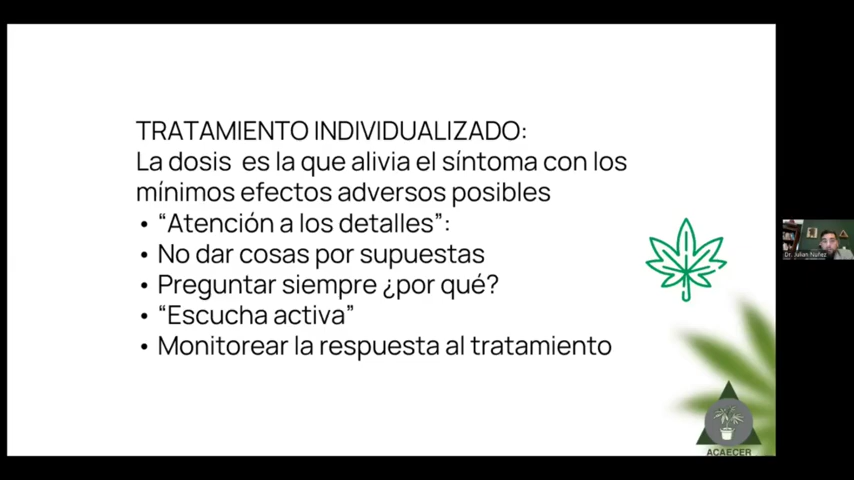 TRATAMIENTO INDIVIDUALIZADO:
La dosis es la que alivia el síntoma con los
mínimos efectos adversos posibles
• “Atención a los detalles”:
• No dar cosas por supuestas
• Preguntar siempre ¿por qué?
• “Escucha activa”
• Monitorear la respuesta al tratamiento
Dr. Julian Nuñez
ACAECER